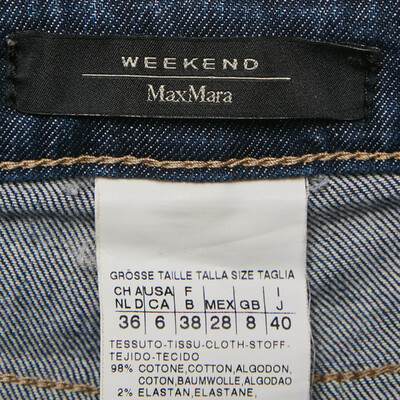 WEEKEND
MaxMara
GRÖSSE TAILLE TALLA SIZE TAGLIA
CH A USA F I
NL D CA B MEX GB J
36 6 38 28 8 40
TESSUTO-TISSU-CLOTH-STOFF-
TEJIDO-TECIDO
98% COTONE,COTTON,ALGODON,
COTON,BAUMWOLLE,ALGODAO
2% ELASTAN, ELASTANE,